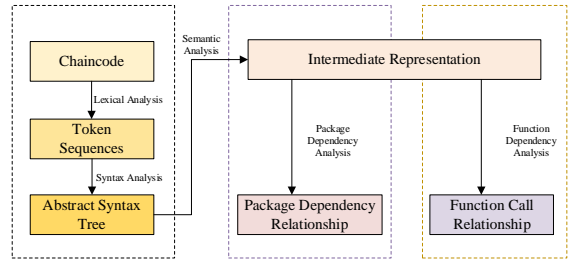 Chaincode
Lexical Analysis
Token
Sequences
Syntax Analysis
Abstract Syntax
Tree
Semantic
Analysis
Intermediate Representation
Package
Dependency
Analysis
Function
Dependency
Analysis
Package Dependency
Relationship
Function Call
Relationship